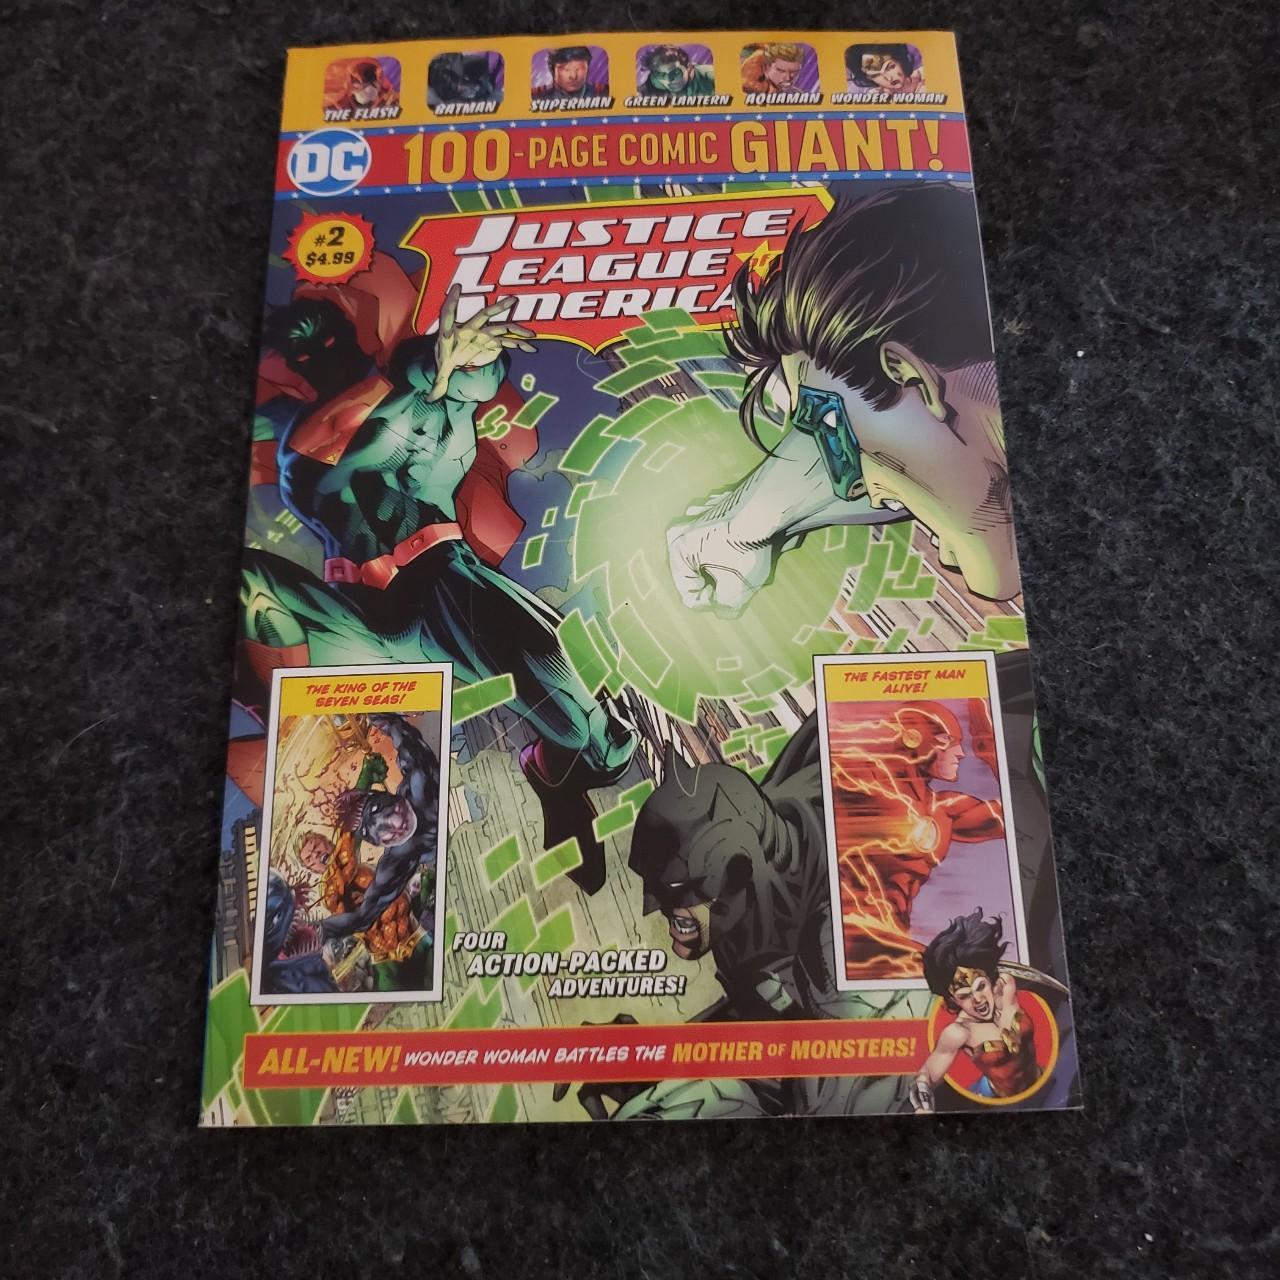 THE FLASH
BATMAN
SUPERMAN
GREEN LANTERN
AQUAMAN
WONDER WOMAN
DC
100-PAGE COMIC GIANT!
#2
$4.99
JUSTICE
LEAGUE of
AMERICA
THE KING OF THE
SEVEN SEAS!
THE FASTEST MAN
ALIVE!
FOUR
ACTION-PACKED
ADVENTURES!
ALL-NEW! WONDER WOMAN BATTLES THE MOTHER OF MONSTERS!